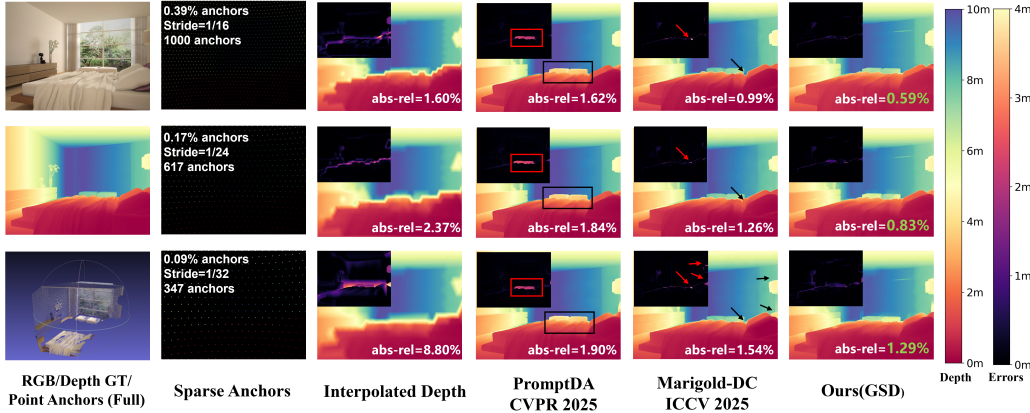 0.39% anchors
Stride=1/16
1000 anchors
abs-rel=1.60%
abs-rel=1.62%
abs-rel=0.99%
abs-rel=0.59%
0.17% anchors
Stride=1/24
617 anchors
abs-rel=2.37%
abs-rel=1.84%
abs-rel=1.26%
abs-rel=0.83%
0.09% anchors
Stride=1/32
347 anchors
abs-rel=8.80%
abs-rel=1.90%
abs-rel=1.54%
abs-rel=1.29%
10m
8m
6m
4m
2m
0m
4m
3m
2m
1m
0m
Depth
Errors
RGB/Depth GT/
Point Anchors (Full)
Sparse Anchors
Interpolated Depth
PromptDA
CVPR 2025
Marigold-DC
ICCV 2025
Ours(GSD)